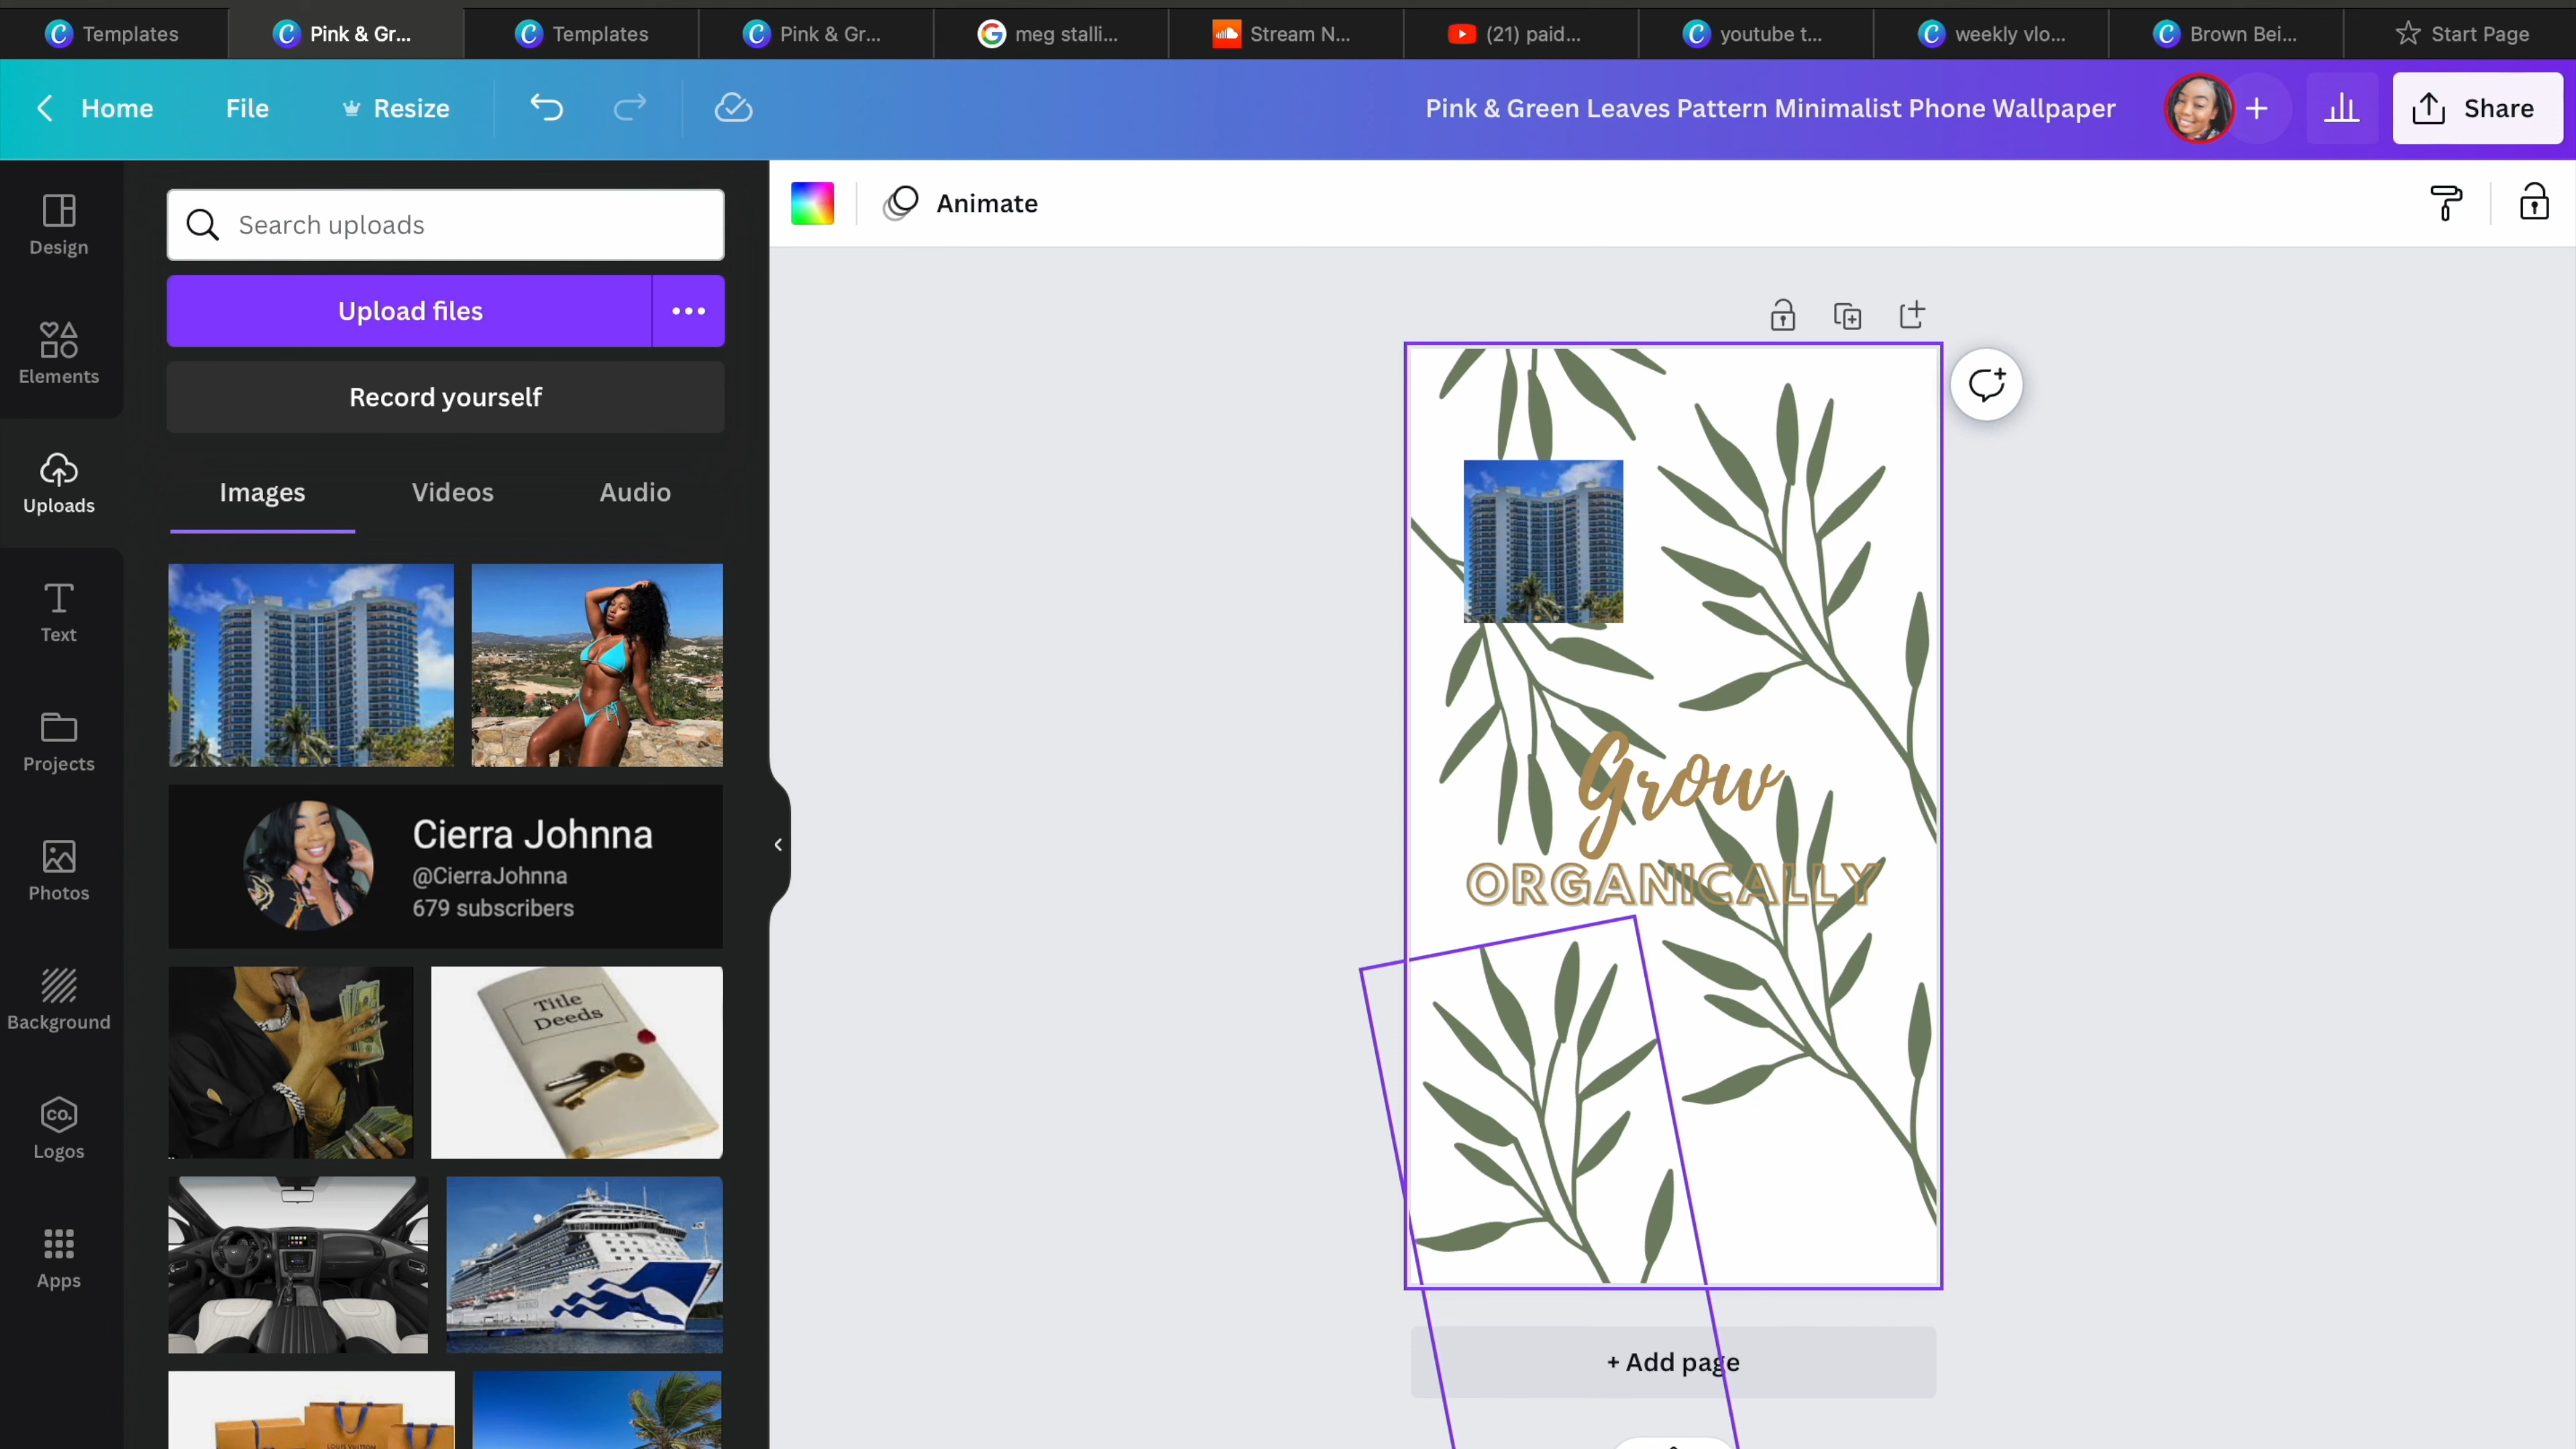 Templates
Pink & Gr...
Templates
Pink & Gr...
meg stalli...
Stream N...
(21) paid...
youtube t...
weekly vlo...
Brown Bei...
Start Page
Home
File
Resize
Pink & Green Leaves Pattern Minimalist Phone Wallpaper
Share
Design
Elements
Uploads
Text
Projects
Photos
Background
CO.
Logos
Apps
Search uploads
Upload files
Record yourself
Images
Videos
Audio
Cierra Johnna
@CierraJohnna
679 subscribers
Title
Deeds
LOUIS VUITTON
Animate
Grow
ORGANICALLY
+ Add page